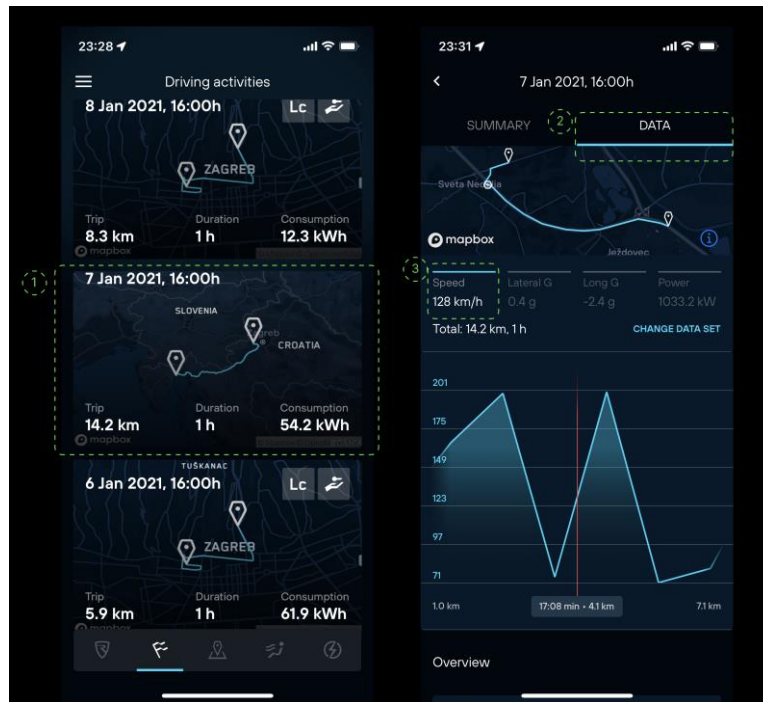 23:28
Driving activities
8 Jan 2021, 16:00h
Lc
ZAGREB
Trip
Duration
Consumption
8.3 km
1 h
12.3 kWh
mapbox
1
7 Jan 2021, 16:00h
SLOVENIA
Zagreb
CROATIA
Trip
Duration
Consumption
14.2 km
1 h
54.2 kWh
mapbox
TUŠKANAC
6 Jan 2021, 16:00h
Lc
ZAGREB
Trip
Duration
Consumption
5.9 km
1 h
61.9 kWh
mapbox
23:31
7 Jan 2021, 16:00h
SUMMARY
2
DATA
Sveta Nedelja
mapbox
Ježdovec
i
3
Speed
Lateral G
Long G
Power
128 km/h
0.4 g
-2.4 g
1033.2 kW
Total: 14.2 km, 1 h
CHANGE DATA SET
201
175
149
123
97
71
1.0 km
17:08 min • 4.1 km
7.1 km
Overview